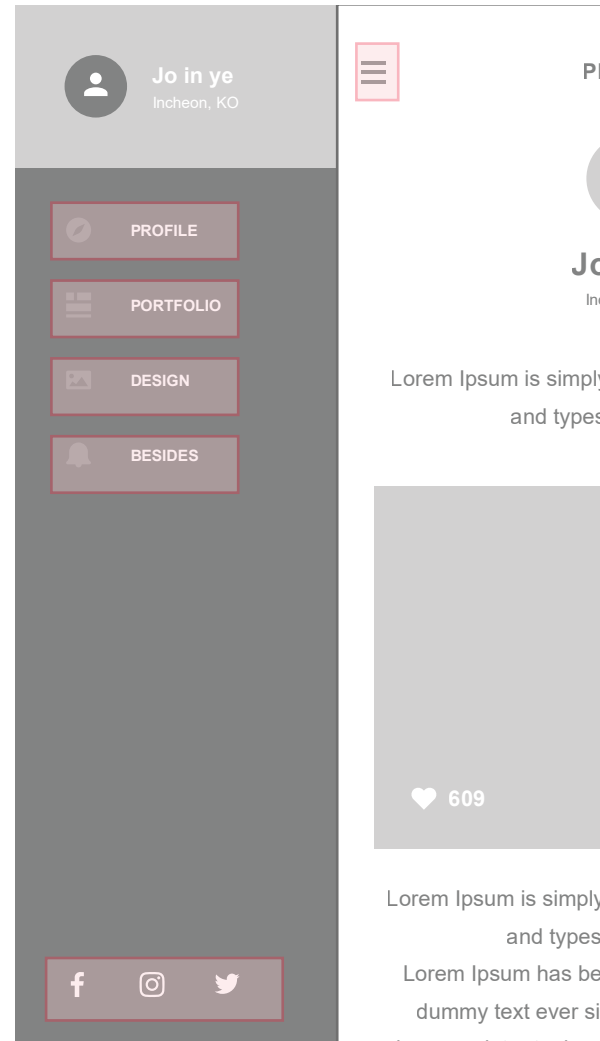 Jo in ye
Incheon, KO
PROFILE
PORTFOLIO
DESIGN
BESIDES
Lorem Ipsum is simply
and types
609
Lorem Ipsum is simply
and types
Lorem Ipsum has be
dummy text ever si